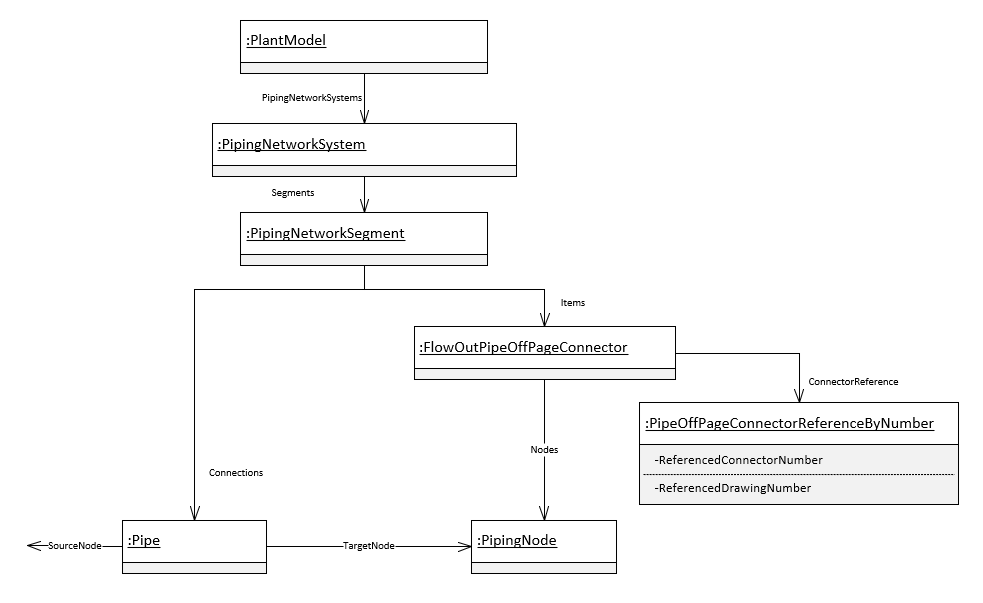 :PlantModel
PipingNetworkSystems
:PipingNetworkSystem
Segments
:PipingNetworkSegment
Items
:FlowOutPipeOffPageConnector
ConnectorReference
:PipeOffPageConnectorReferenceByNumber
-ReferencedConnectorNumber
-ReferencedDrawingNumber
Nodes
Connections
SourceNode
:Pipe
TargetNode
:PipingNode